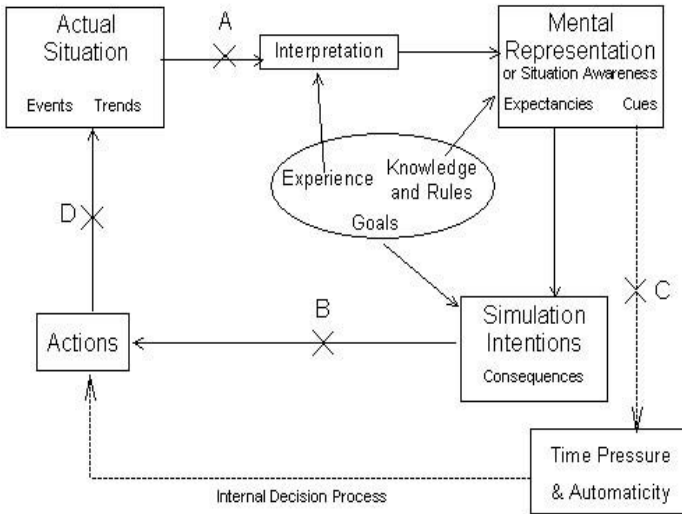 Actual
Situation
Events Trends
A
Interpretation
Mental
Representation
or Situation Awareness
Expectancies Cues
Experience
Knowledge
and Rules
Goals
D
B
C
Actions
Simulation
Intentions
Consequences
Time Pressure
& Automaticity
Internal Decision Process